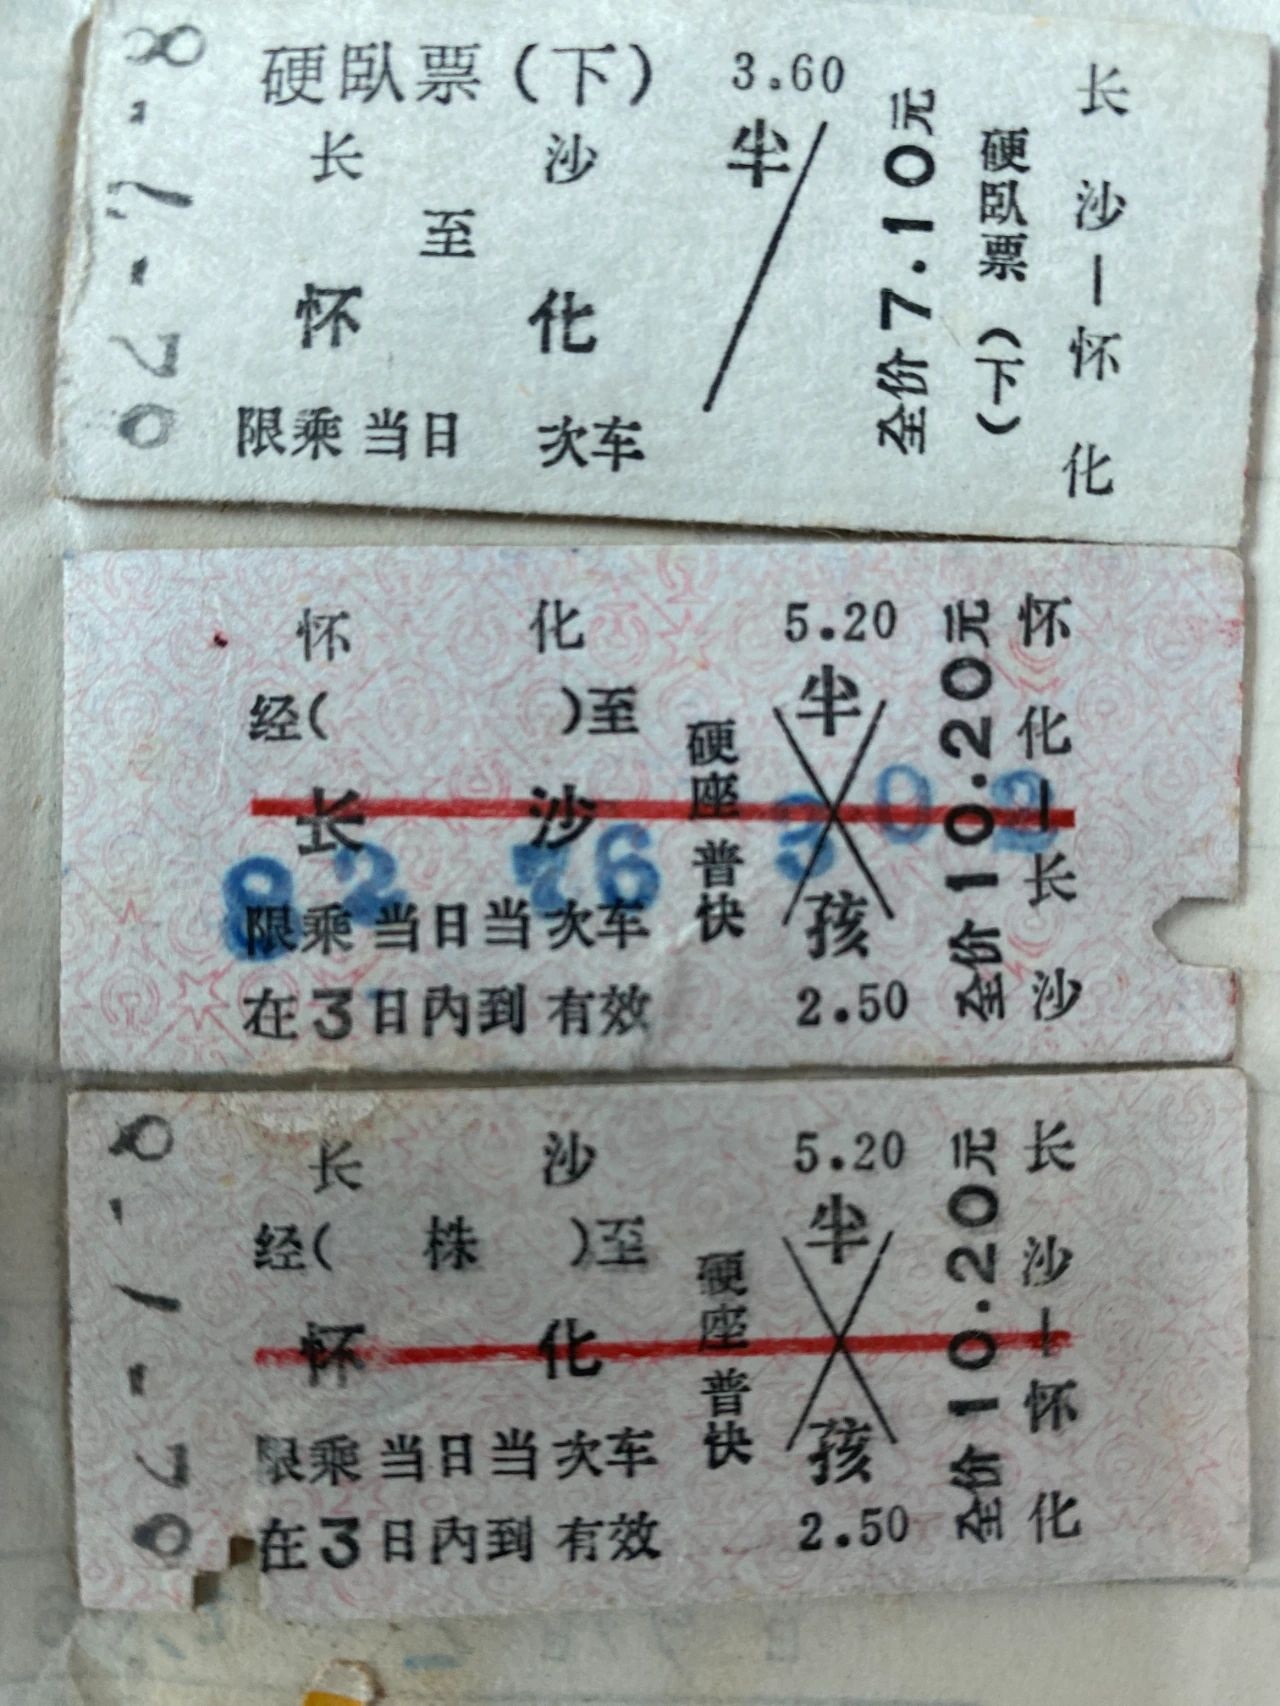 硬臥票（下） 3.60
长 沙 半
至
怀 化
限乘当日 次车
全价7.10元
硬臥票（下）
长沙—怀化
怀 化 5.20
经( )至 半
长 沙
硬座普快
限乘当日当次车 孩
在3日内到有效 2.50
全价10.20元
怀化—长沙
长 沙 5.20
经( 株 )至 半
怀 化
硬座普快
限乘当日当次车 孩
在3日内到有效 2.50
全价10.20元
长沙—怀化